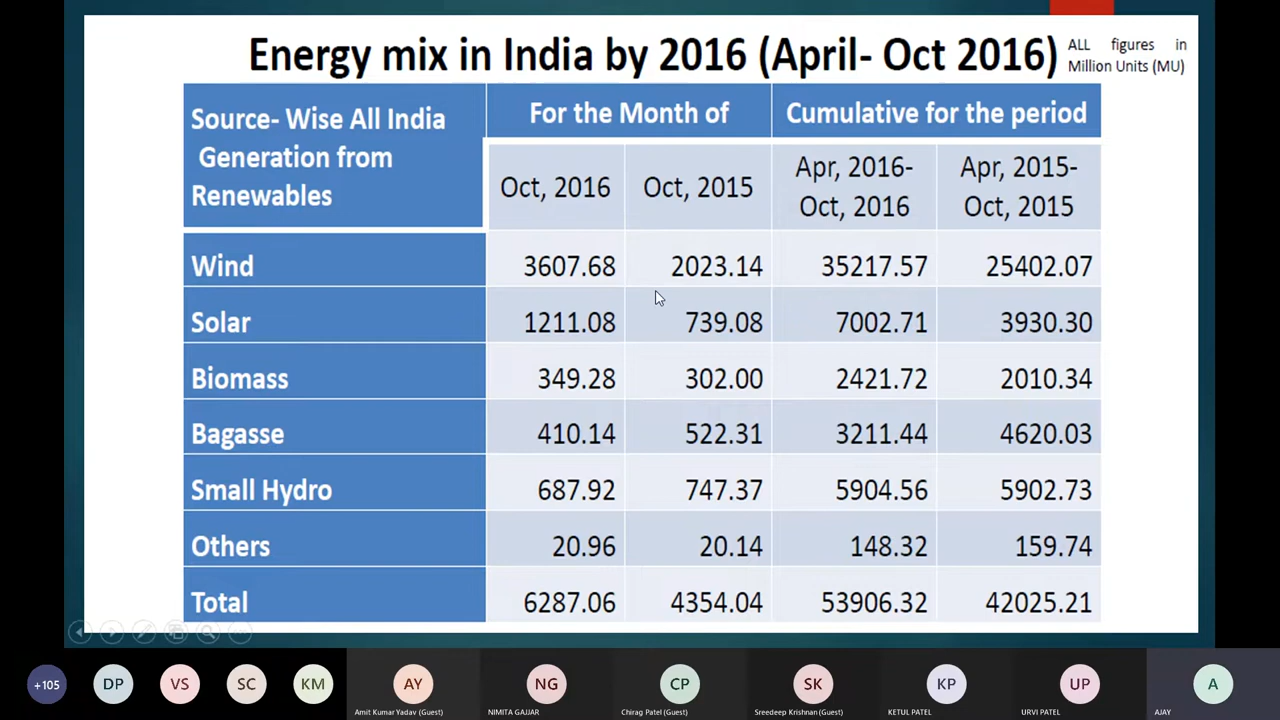 Energy mix in India by 2016 (April- Oct 2016)
ALL figures in
Million Units (MU)
Source- Wise All India
Generation from
Renewables
For the Month of
Cumulative for the period
Oct, 2016
Oct, 2015
Apr, 2016-
Oct, 2016
Apr, 2015-
Oct, 2015
Wind 3607.68 2023.14 35217.57 25402.07
Solar 1211.08 739.08 7002.71 3930.30
Biomass 349.28 302.00 2421.72 2010.34
Bagasse 410.14 522.31 3211.44 4620.03
Small Hydro 687.92 747.37 5904.56 5902.73
Others 20.96 20.14 148.32 159.74
Total 6287.06 4354.04 53906.32 42025.21
+105 DP VS SC KM AY NG CP SK KP UP A
Amit Kumar Yadav (Guest) NIMITA GAJJAR Chirag Patel (Guest) Sreedeep Krishnan (Guest) KETUL PATEL URVI PATEL AJAY